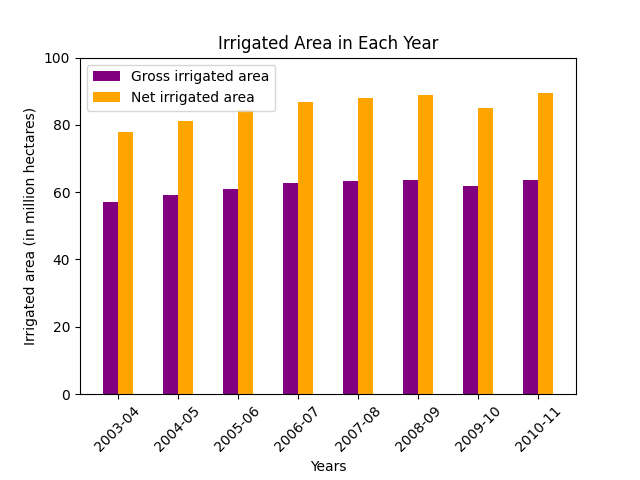 Irrigated Area in Each Year
Gross irrigated area
Net irrigated area
Irrigated area (in million hectares)
100
80
60
40
20
0
2003-04
2004-05
2005-06
2006-07
2007-08
2008-09
2009-10
2010-11
Years